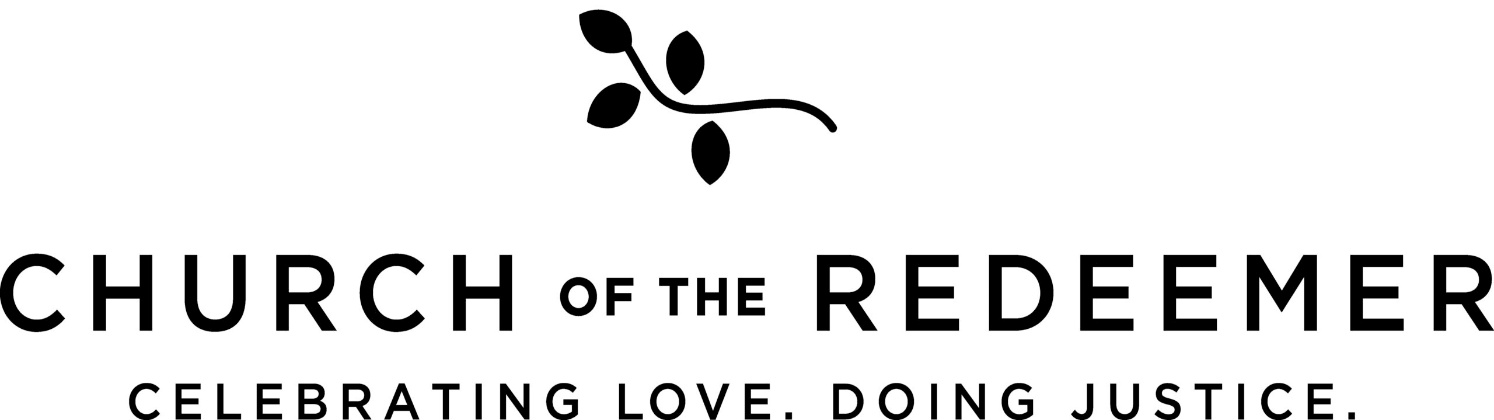 CHURCH OF THE REDEEMER
CELEBRATING LOVE. DOING JUSTICE.